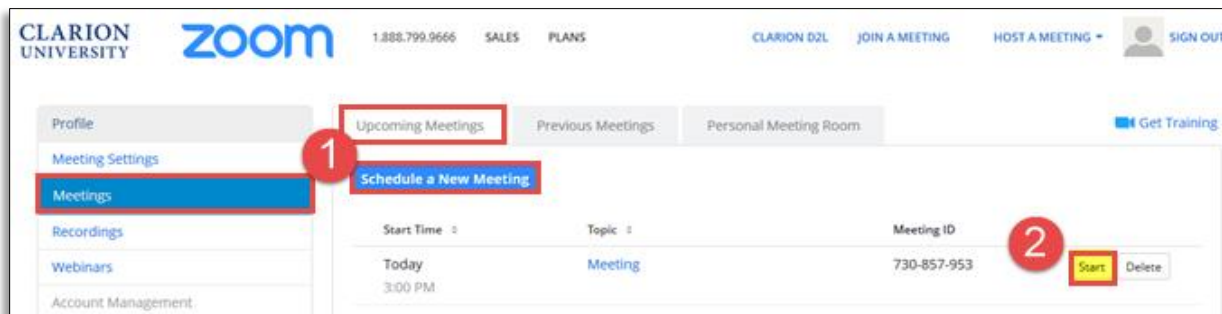 CLARION UNIVERSITY zoom 1.888.799.9666 SALES PLANS CLARION D2L JOIN A MEETING HOST A MEETING SIGN OUT
Profile
Meeting Settings
Meetings
Recordings
Webinars
Account Management
1
Upcoming Meetings Previous Meetings Personal Meeting Room Get Training
Schedule a New Meeting
Start Time Topic Meeting ID
2
Today Meeting 730-857-953 Start Delete
3:00 PM